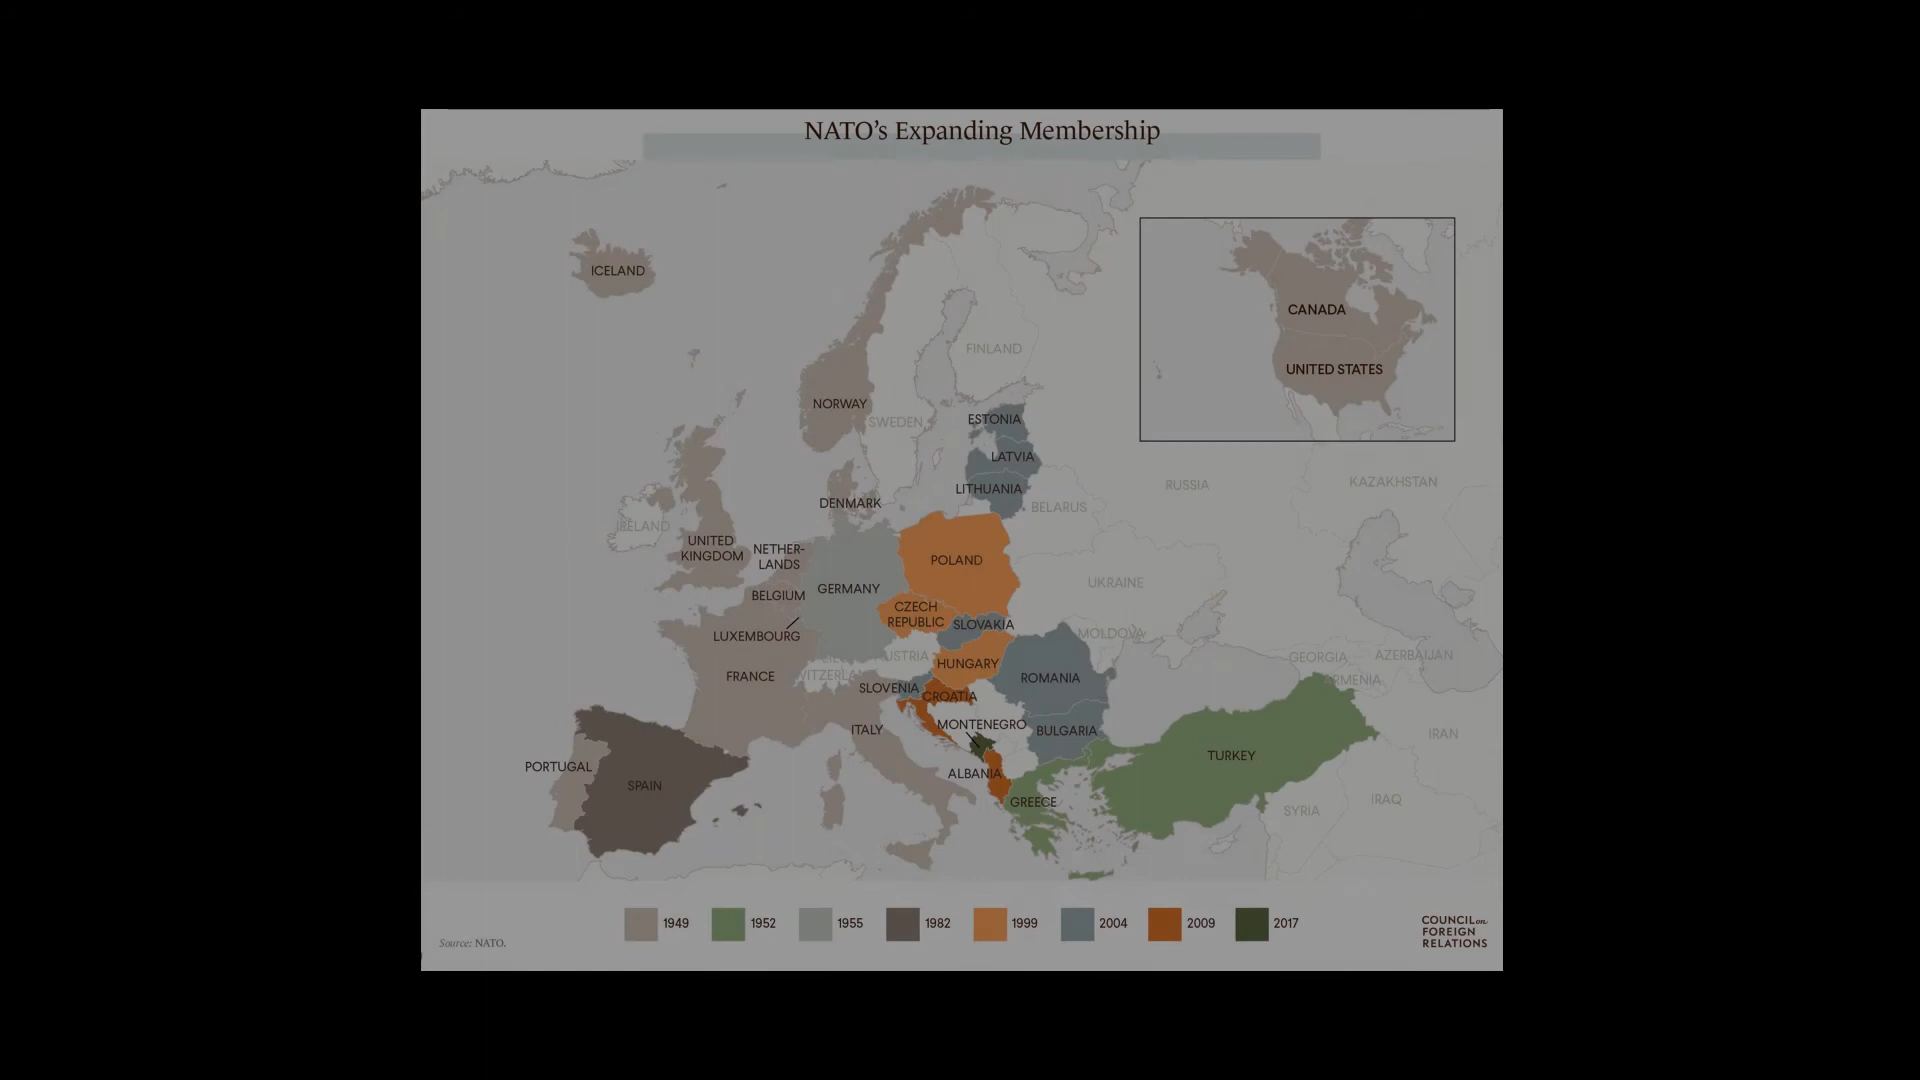 NATO's Expanding Membership
ICELAND
CANADA
UNITED STATES
FINLAND
NORWAY
SWEDEN
ESTONIA
LATVIA
LITHUANIA
RUSSIA
KAZAKHSTAN
DENMARK
BELARUS
IRELAND
UNITED
KINGDOM
NETHER-
LANDS
POLAND
UKRAINE
BELGIUM
GERMANY
CZECH
REPUBLIC
SLOVAKIA
LUXEMBOURG
MOLDOVA
HUNGARY
GEORGIA
AZERBAIJAN
FRANCE
ROMANIA
ARMENIA
SLOVENIA
CROATIA
MONTENEGRO
ITALY
BULGARIA
IRAN
PORTUGAL
SPAIN
ALBANIA
TURKEY
GREECE
SYRIA
IRAQ
1949
1952
1955
1982
1999
2004
2009
2017
Source: NATO.
COUNCIL on
FOREIGN
RELATIONS